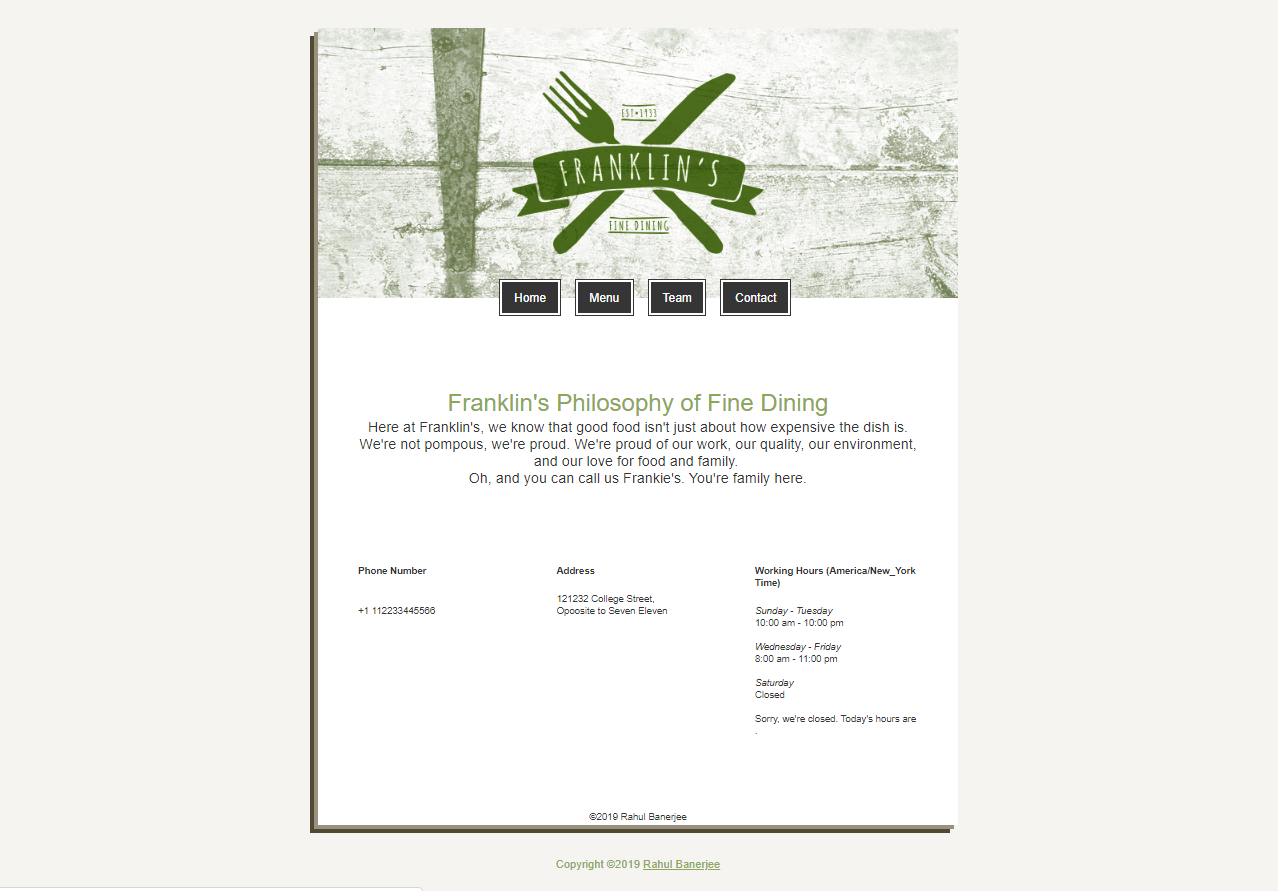 EST•1933
FRANKLIN'S
FINE DINING
Home Menu Team Contact
Franklin's Philosophy of Fine Dining
Here at Franklin's, we know that good food isn't just about how expensive the dish is.
We're not pompous, we're proud. We're proud of our work, our quality, our environment,
and our love for food and family.
Oh, and you can call us Frankie's. You're family here.
Phone Number
+1 112233445566
Address
121232 College Street,
Opoosite to Seven Eleven
Working Hours (America/New_York
Time)
Sunday - Tuesday
10:00 am - 10:00 pm
Wednesday - Friday
8:00 am - 11:00 pm
Saturday
Closed
Sorry, we're closed. Today's hours are
.
©2019 Rahul Banerjee
Copyright ©2019 Rahul Banerjee